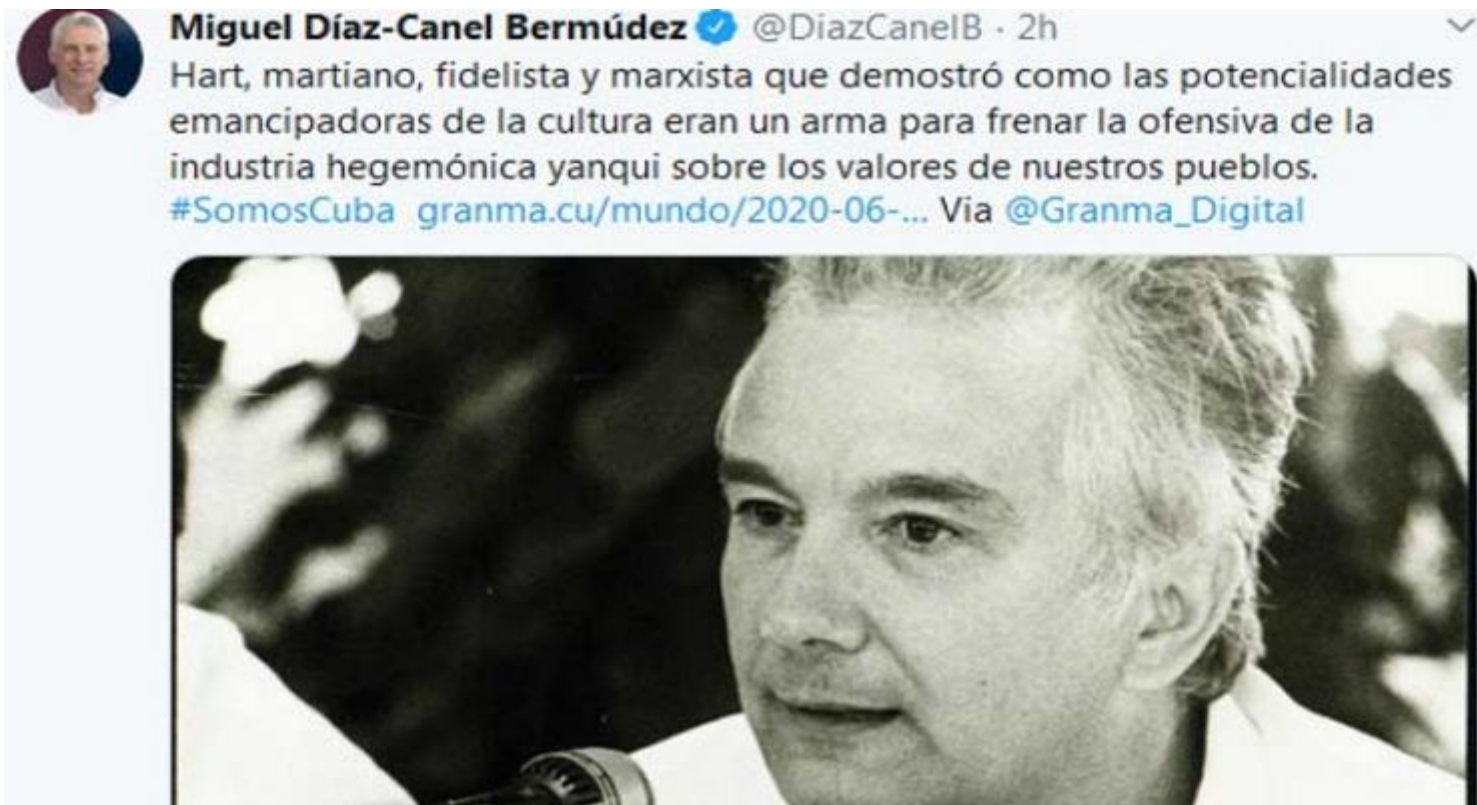 Miguel Díaz-Canel Bermúdez @DiazCanelB · 2h
Hart, martiano, fidelista y marxista que demostró como las potencialidades
emancipadoras de la cultura eran un arma para frenar la ofensiva de la
industria hegemónica yanqui sobre los valores de nuestros pueblos.
#SomosCuba granma.cu/mundo/2020-06-... Via @Granma_Digital